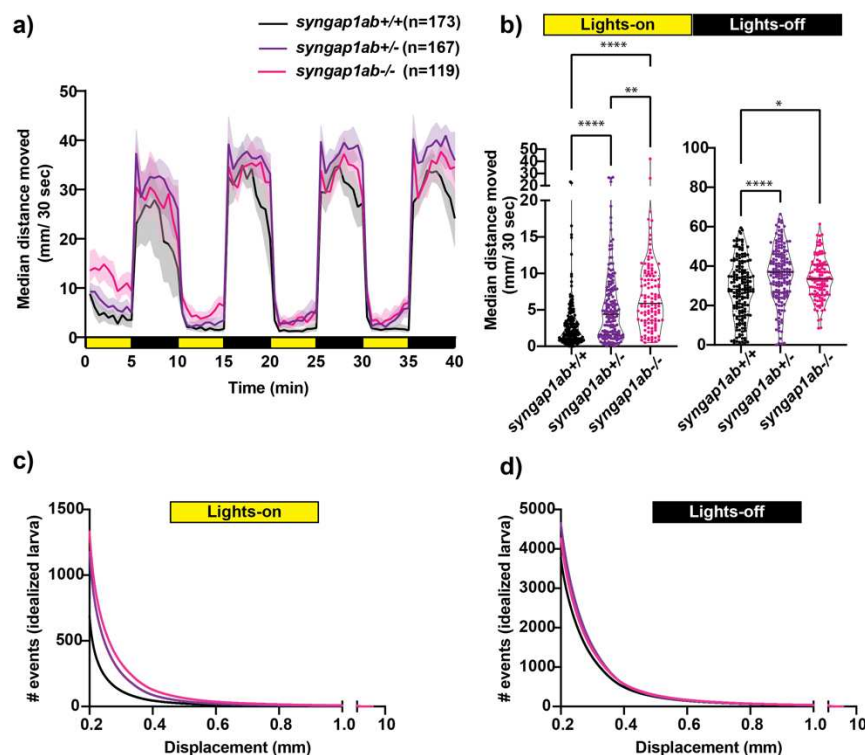 a)
syngap1ab+/+(n=173)
syngap1ab+/- (n=167)
syngap1ab-/- (n=119)
Median distance moved
(mm/ 30 sec)
50
40
30
20
10
0
0 5 10 15 20 25 30 35 40
Time (min)
b)
Lights-on Lights-off
****
**
****
*
****
Median distance moved
(mm/ 30 sec)
50
40
30
20
20
15
10
5
0
100
80
60
40
20
0
syngap1ab+/+
syngap1ab+/-
syngap1ab-/-
syngap1ab+/+
syngap1ab+/-
syngap1ab-/-
c)
Lights-on
# events (idealized larva)
1500
1000
500
0
0.2 0.4 0.6 0.8 1.0 10
Displacement (mm)
d)
Lights-off
# events (idealized larva)
5000
4000
3000
2000
1000
0
0.2 0.4 0.6 0.8 1.0 10
Displacement (mm)